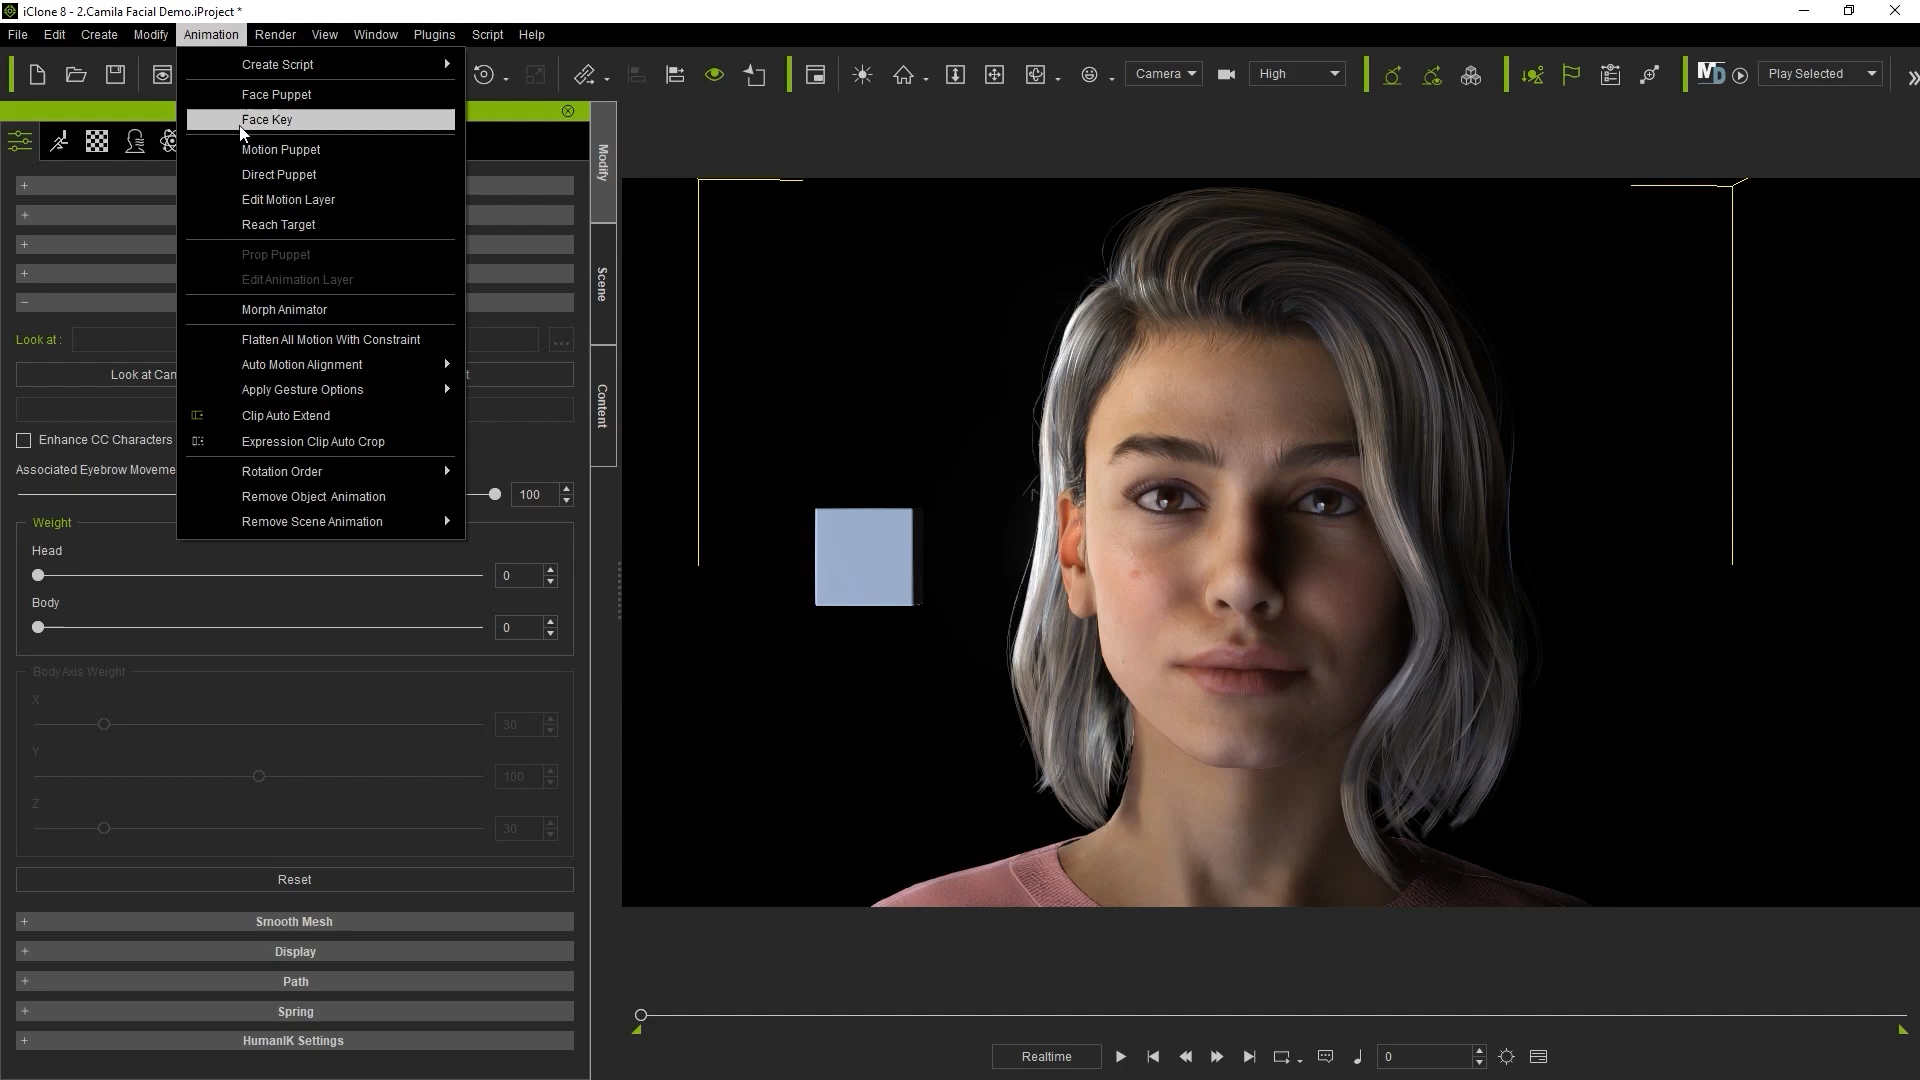 iClone 8 - 2.Camila Facial Demo.iProject *
File Edit Create Modify Animation Render View Window Plugins Script Help
Camera
High
Play Selected
Create Script
Face Puppet
Face Key
Motion Puppet
Direct Puppet
Edit Motion Layer
Reach Target
Prop Puppet
Edit Animation Layer
Morph Animator
Flatten All Motion With Constraint
Auto Motion Alignment
Apply Gesture Options
Clip Auto Extend
Expression Clip Auto Crop
Rotation Order
Remove Object Animation
Remove Scene Animation
Modify
Scene
Content
Look at :
...
Look at Cam
Enhance CC Characters
Associated Eyebrow Moveme
100
Weight
Head
0
Body
0
Body Axis Weight
X
30
Y
100
Z
30
Reset
Smooth Mesh
Display
Path
Spring
HumanIK Settings
Realtime
0